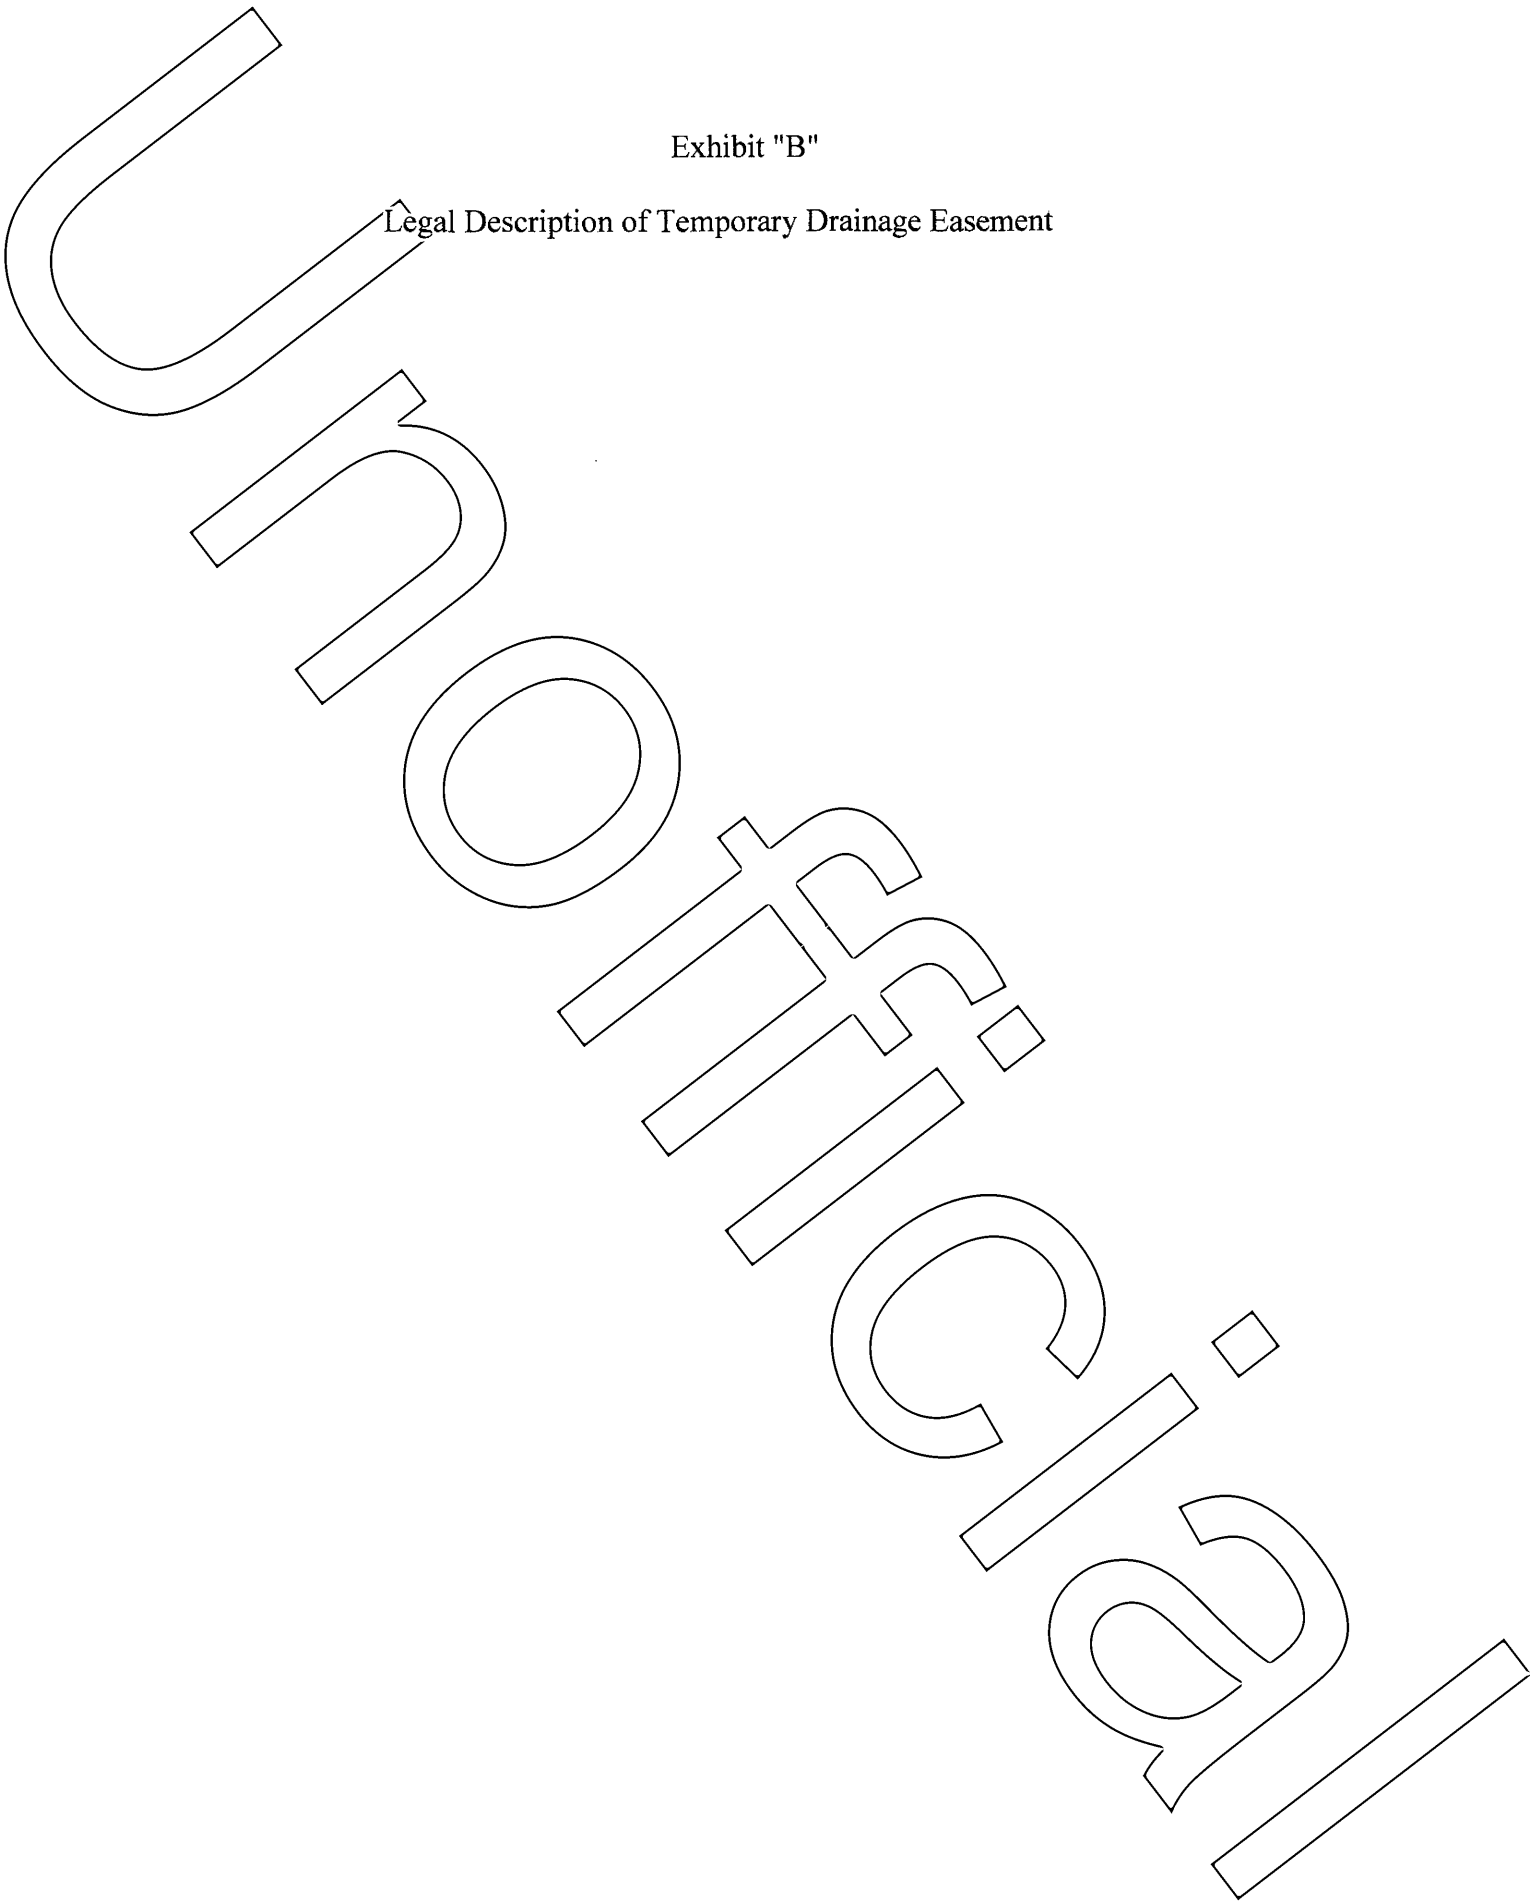 Exhibit "B"
Legal Description of Temporary Drainage Easement
Unofficial